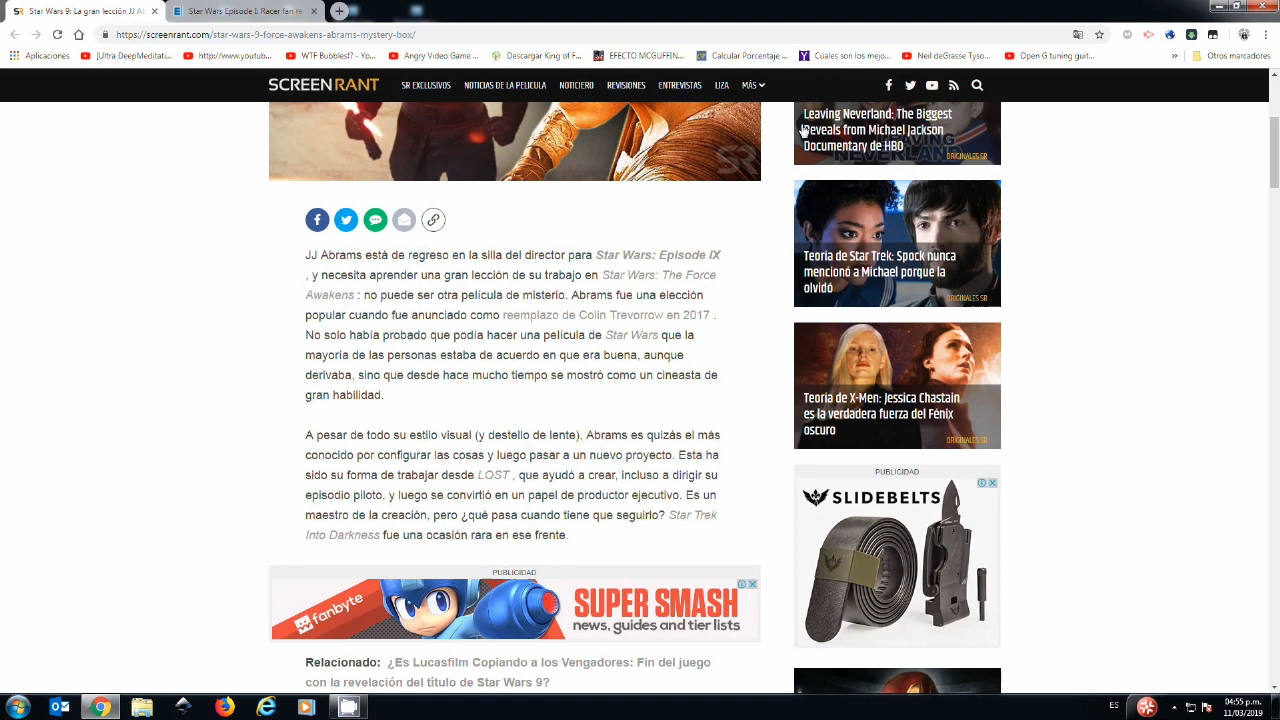 Star Wars 9: La gran lección JJ Ab
Star Wars Episode I Racer fan re
https://screenrant.com/star-wars-9-force-awakens-abrams-mystery-box/
Aplicaciones
[Ultra DeepMeditati...
http//www/youtub...
WTF Bubbles!? - Yo...
Angry Video Game ...
Descargar King of F...
EFECTO MCGUFFIN...
Calcular Porcentaje ...
Cuales son los mejo...
Neil deGrasse Tyso...
Open G tuning guit...
»
Otros marcadores
SCREENRANT
SR EXCLUSIVOS
NOTICIAS DE LA PELICULA
NOTICIERO
REVISIONES
ENTREVISTAS
LIZA
MÁS
SR
JJ Abrams está de regreso en la silla del director para Star Wars: Episode IX
, y necesita aprender una gran lección de su trabajo en Star Wars: The Force
Awakens : no puede ser otra película de misterio. Abrams fue una elección
popular cuando fue anunciado como reemplazo de Colin Trevorrow en 2017 .
No solo había probado que podía hacer una película de Star Wars que la
mayoría de las personas estaba de acuerdo en que era buena, aunque
derivaba, sino que desde hace mucho tiempo se mostró como un cineasta de
gran habilidad.
A pesar de todo su estilo visual (y destello de lente), Abrams es quizás el más
conocido por configurar las cosas y luego pasar a un nuevo proyecto. Esta ha
sido su forma de trabajar desde LOST , que ayudó a crear, incluso a dirigir su
episodio piloto, y luego se convirtió en un papel de productor ejecutivo. Es un
maestro de la creación, pero ¿qué pasa cuando tiene que seguirlo? Star Trek
Into Darkness fue una ocasión rara en ese frente.
PUBLICIDAD
fanbyte
SUPER SMASH
news, guides and tier lists
Relacionado: ¿Es Lucasfilm Copiando a los Vengadores: Fin del juego
con la revelación del título de Star Wars 9?
Leaving Neverland: The Biggest
Reveals from Michael Jackson
Documentary de HBO
LEAVING
NEVERLAND
ORIGINALES SR
Teoría de Star Trek: Spock nunca
mencionó a Michael porque la
olvidó
ORIGINALES SR
Teoría de X-Men: Jessica Chastain
es la verdadera fuerza del Fénix
oscuro
ORIGINALES SR
PUBLICIDAD
SLIDEBELTS
ES
04:55 p.m.
11/03/2019